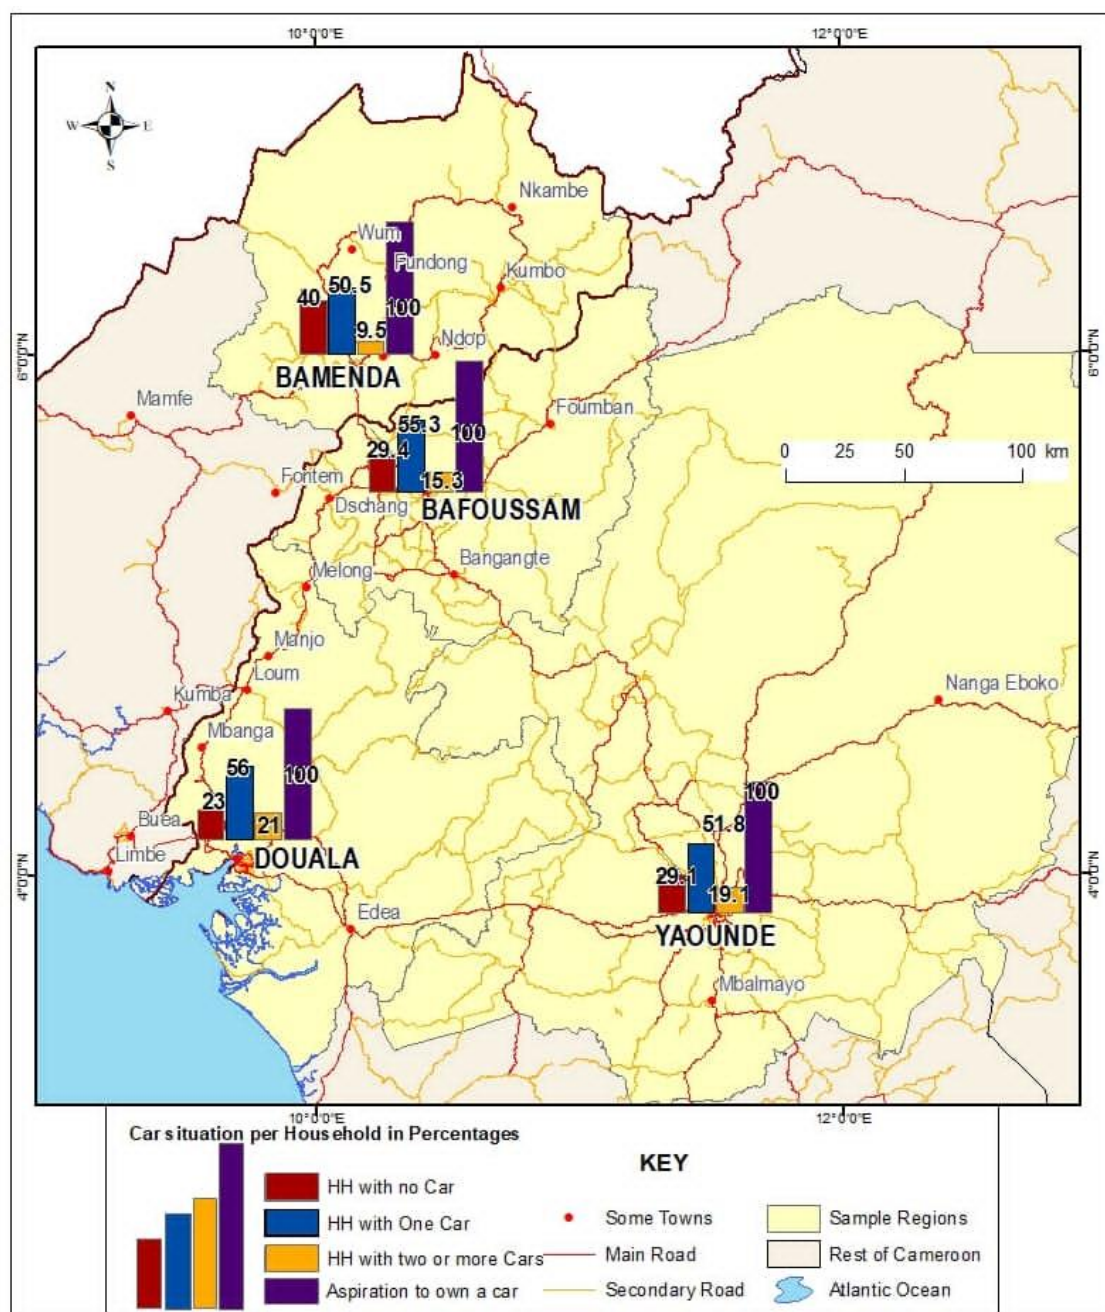 10°0'0"E 12°0'0"E
N
W E
S
Nkambe
Wum
Fundong
Kumbo
40 50.5 9.5 100
Ndop
6°0'0"N 6°0'0"N
BAMENDA
Mamfe
Foumban
29.4 55.3 15.3 100
0 25 50 100 km
Fontem
Dschang
BAFOUSSAM
Bangangte
Melong
Manjo
Loum
Kumba
Nanga Eboko
Mbanga
23 56 21 100
29.1 51.8 19.1 100
Buea
Limbe
DOUALA
4°0'0"N 4°0'0"N
Edea
YAOUNDE
Mbalmayo
10°0'0"E 12°0'0"E
Car situation per Household in Percentages
HH with no Car
HH with One Car
HH with two or more Cars
Aspiration to own a car
KEY
Some Towns
Main Road
Secondary Road
Sample Regions
Rest of Cameroon
Atlantic Ocean